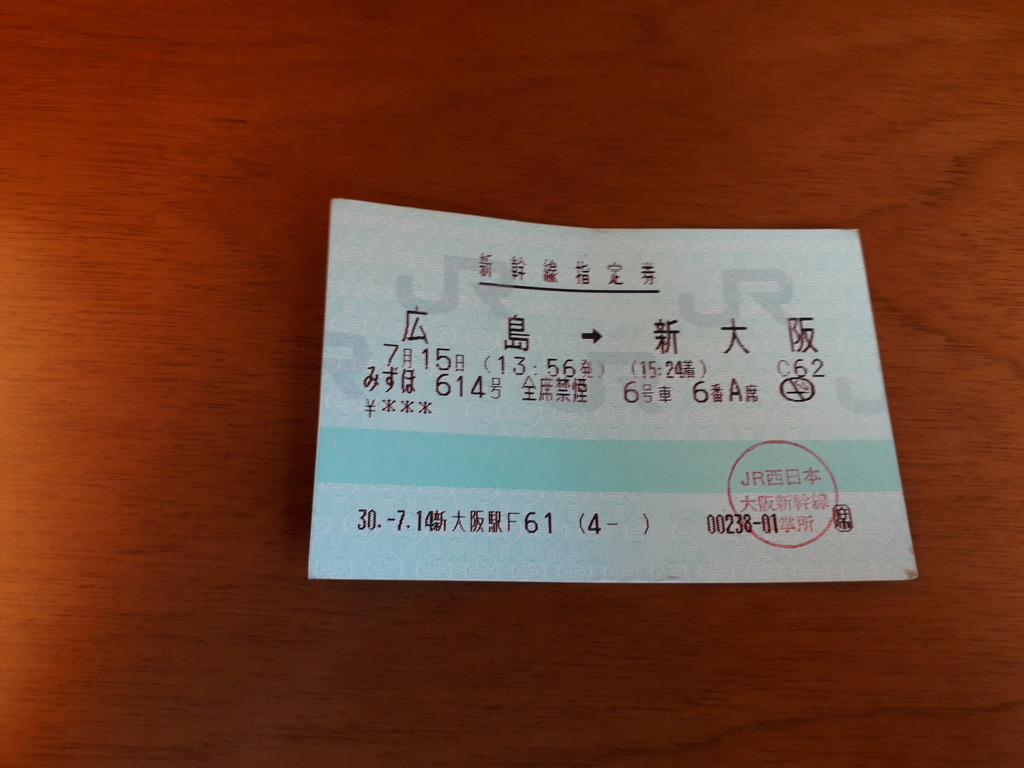 新幹線指定券
広島 → 新大阪
7月15日 (13:56発) (15:24着) C62
みずほ 614号 全席禁煙 6号車 6番A席
¥***
JR西日本
大阪新幹線
掌所
30.-7.14新大阪駅F61 (4- ) 00238-01